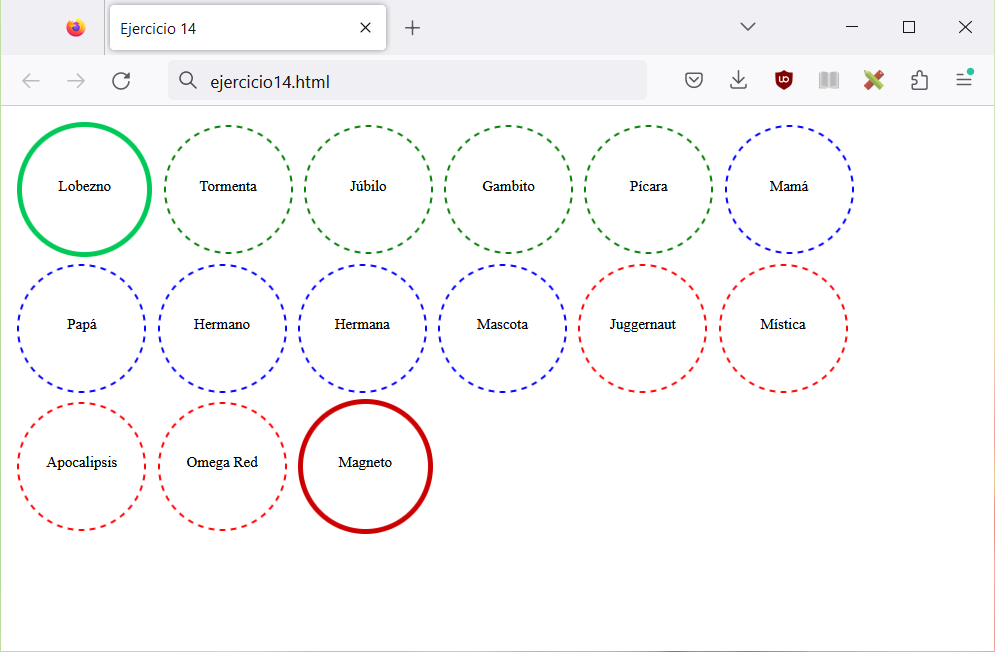 Ejercicio 14
ejercicio14.html
Lobezno Tormenta Júbilo Gambito Pícara Mamá
Papá Hermano Hermana Mascota Juggernaut Mística
Apocalipsis Omega Red Magneto